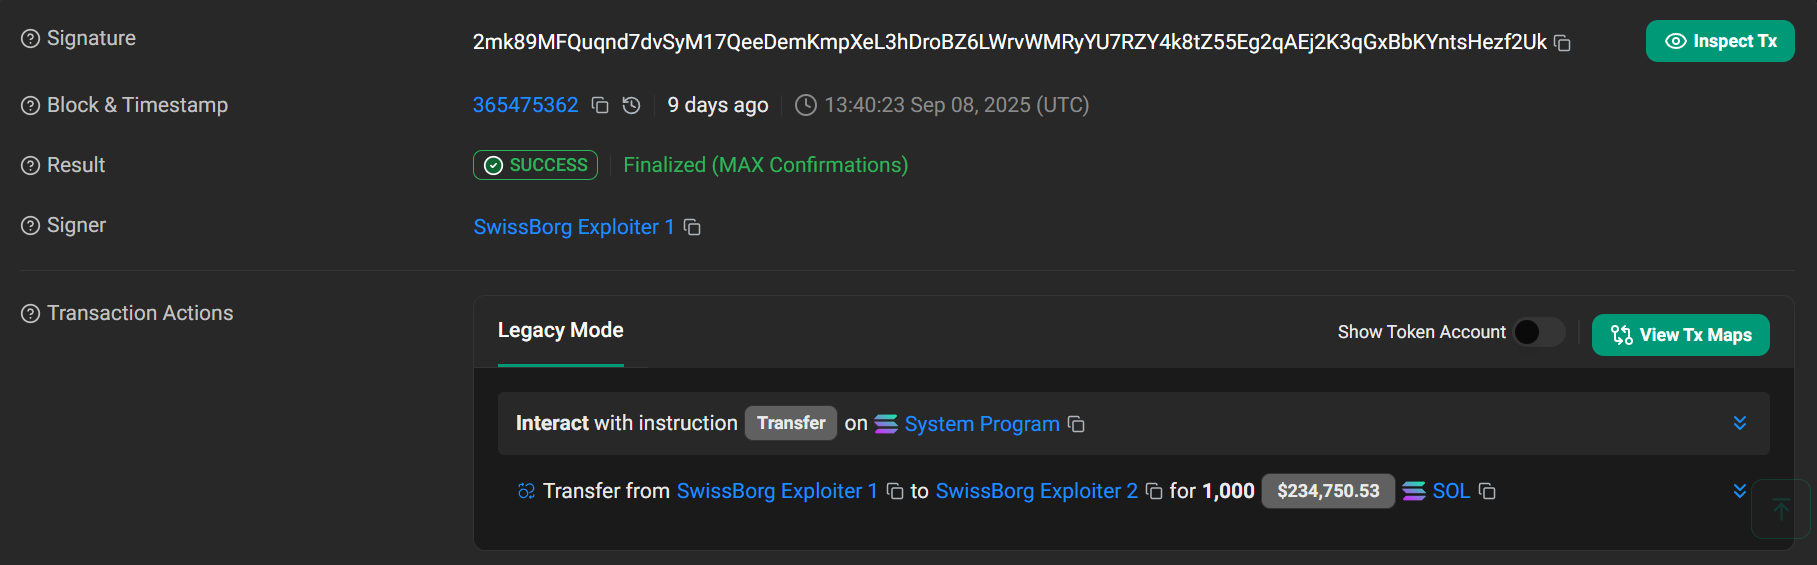 Signature
2mk89MFQuqnd7dvSyM17QeeDemKmpXeL3hDroBZ6LWrvWMRyYU7RZY4k8tZ55Eg2qAEj2K3qGxBbKYntsHezf2Uk
Inspect Tx
Block & Timestamp
365475362 9 days ago 13:40:23 Sep 08, 2025 (UTC)
Result
SUCCESS Finalized (MAX Confirmations)
Signer
SwissBorg Exploiter 1
Transaction Actions
Legacy Mode
Show Token Account
View Tx Maps
Interact with instruction Transfer on System Program
Transfer from SwissBorg Exploiter 1 to SwissBorg Exploiter 2 for 1,000 $234,750.53 SOL